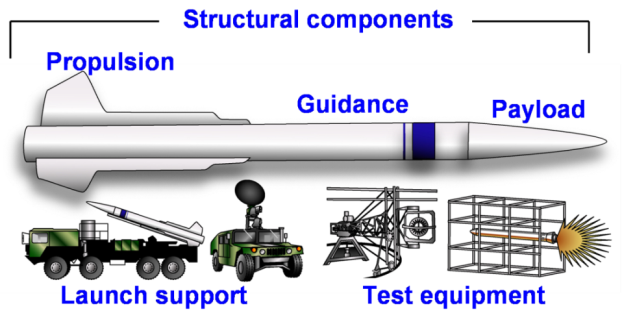 Structural components
Propulsion
Guidance
Payload
Launch support
Test equipment